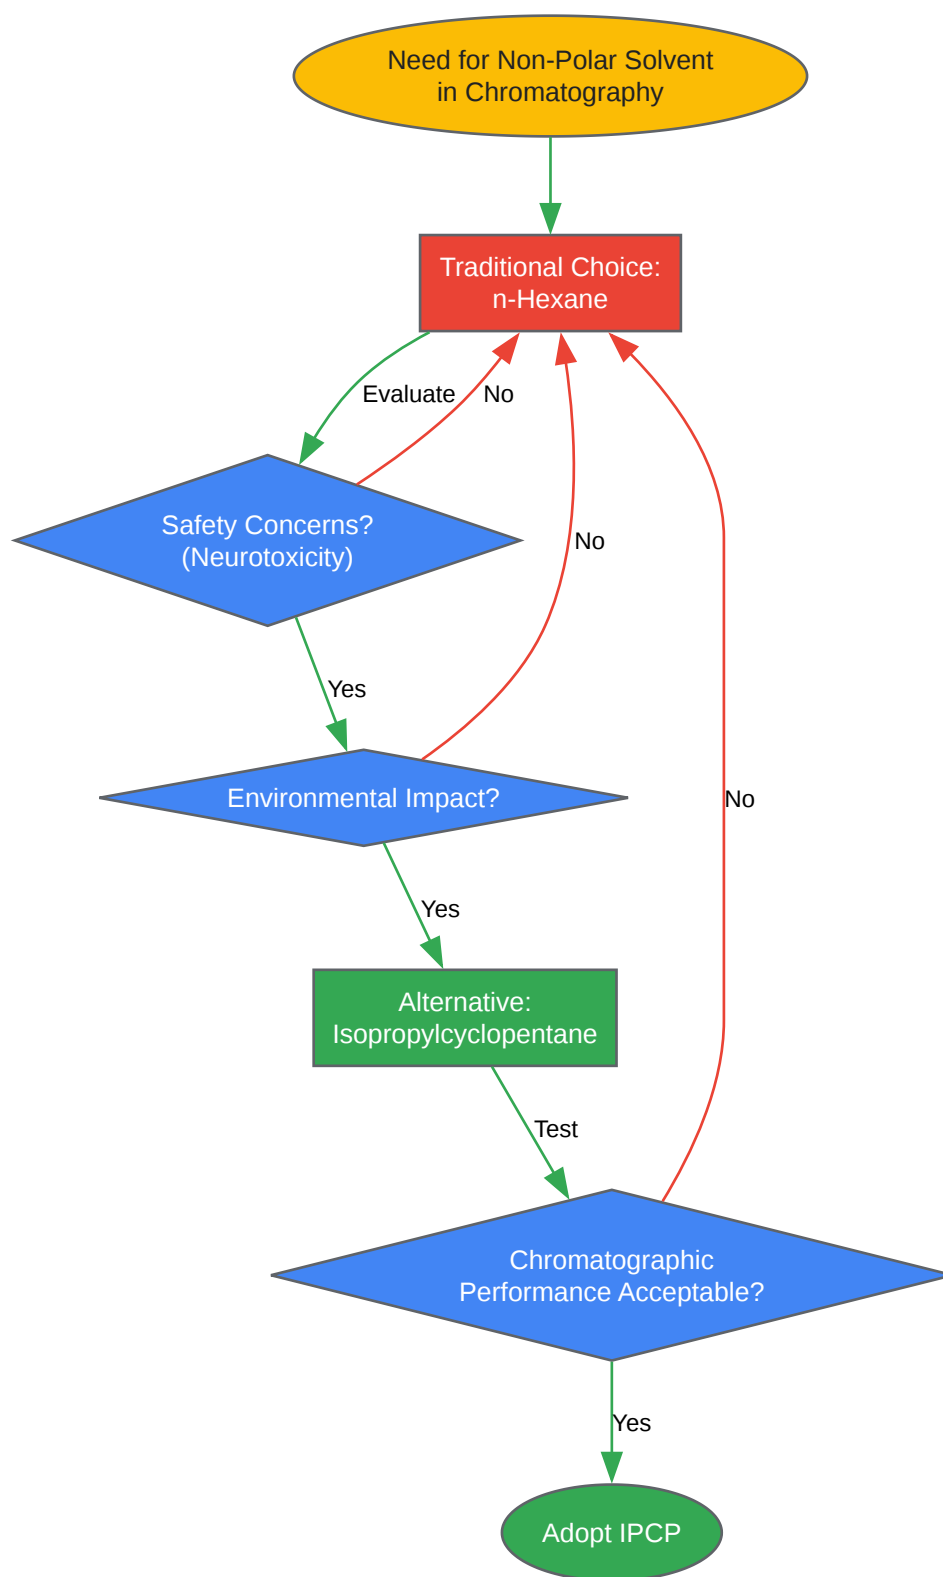 Need for Non-Polar Solvent
in Chromatography
Traditional Choice:
n-Hexane
Evaluate
No
Safety Concerns?
(Neurotoxicity)
No
Yes
Environmental Impact?
No
Yes
Alternative:
Isopropylcyclopentane
Test
Chromatographic
Performance Acceptable?
Yes
Adopt IPCP